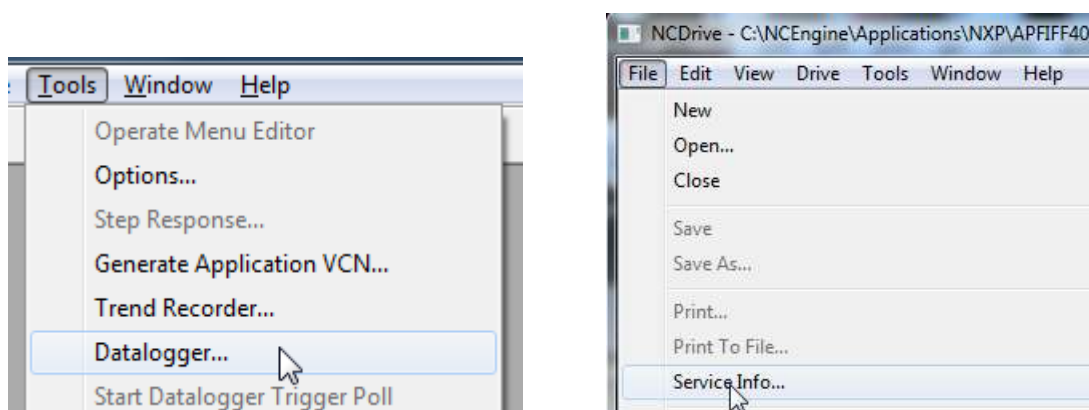 Tools Window Help
Operate Menu Editor
Options...
Step Response...
Generate Application VCN...
Trend Recorder...
Datalogger...
Start Datalogger Trigger Poll
NCDrive - C:\NCEngine\Applications\NXP\APFIFF40
File Edit View Drive Tools Window Help
New
Open...
Close
Save
Save As...
Print...
Print To File...
Service Info...